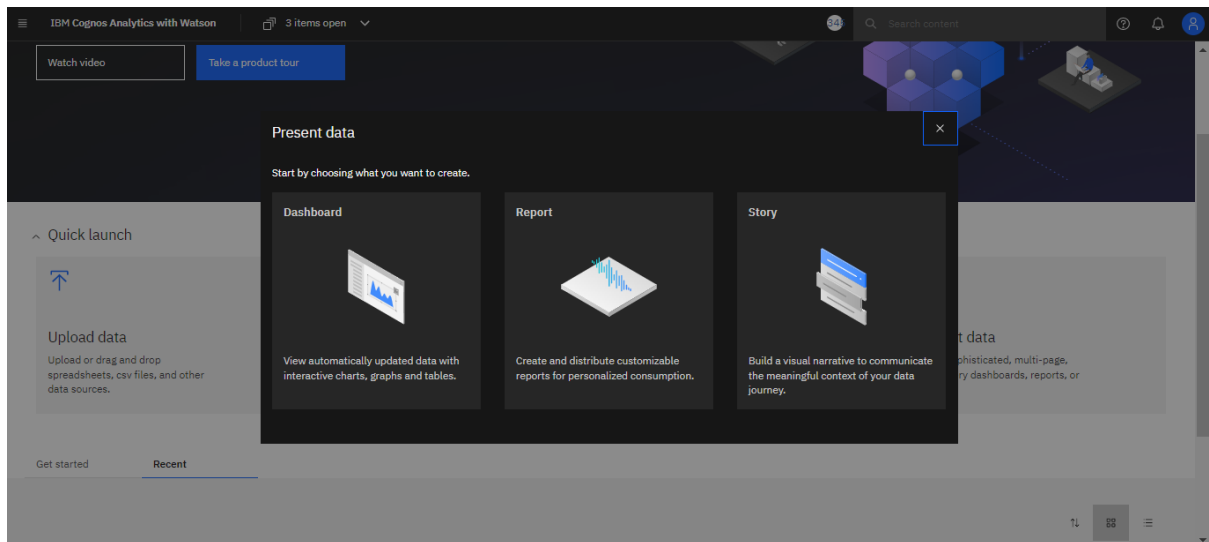 IBM Cognos Analytics with Watson
3 items open
Search content
Watch video
Take a product tour
Present data
Start by choosing what you want to create.
Dashboard
View automatically updated data with
interactive charts, graphs and tables.
Report
Create and distribute customizable
reports for personalized consumption.
Story
Build a visual narrative to communicate
the meaningful context of your data
journey.
Quick launch
Upload data
Upload or drag and drop
spreadsheets, csv files, and other
data sources.
t data
phisticated, multi-page,
ry dashboards, reports, or
Get started
Recent